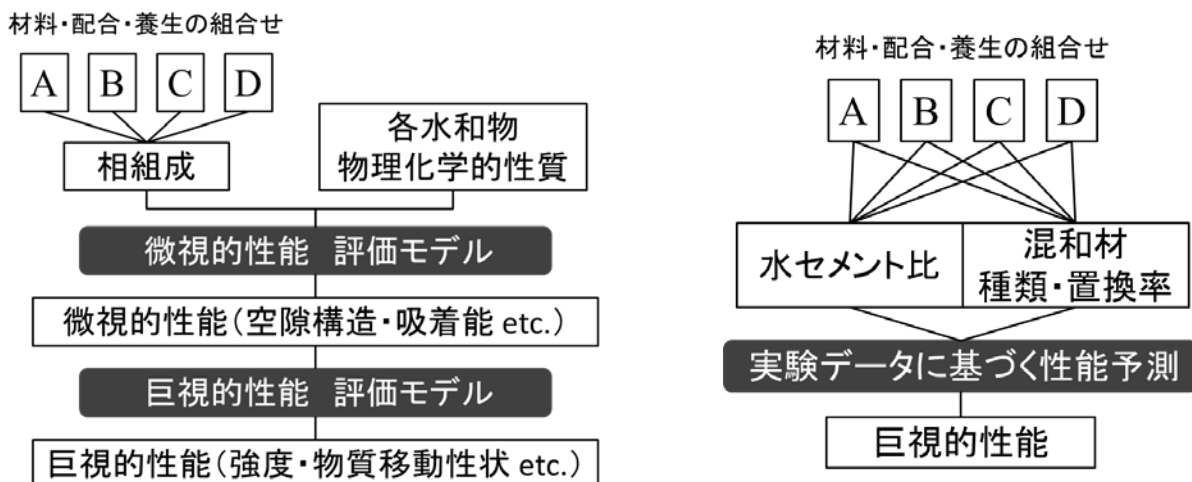 材料・配合・養生の組合せ
A B C D
相組成
各水和物
物理化学的性質
微視的性能 評価モデル
微視的性能(空隙構造・吸着能 etc.)
巨視的性能 評価モデル
巨視的性能(強度・物質移動性状 etc.)
材料・配合・養生の組合せ
A B C D
水セメント比
混和材
種類・置換率
実験データに基づく性能予測
巨視的性能